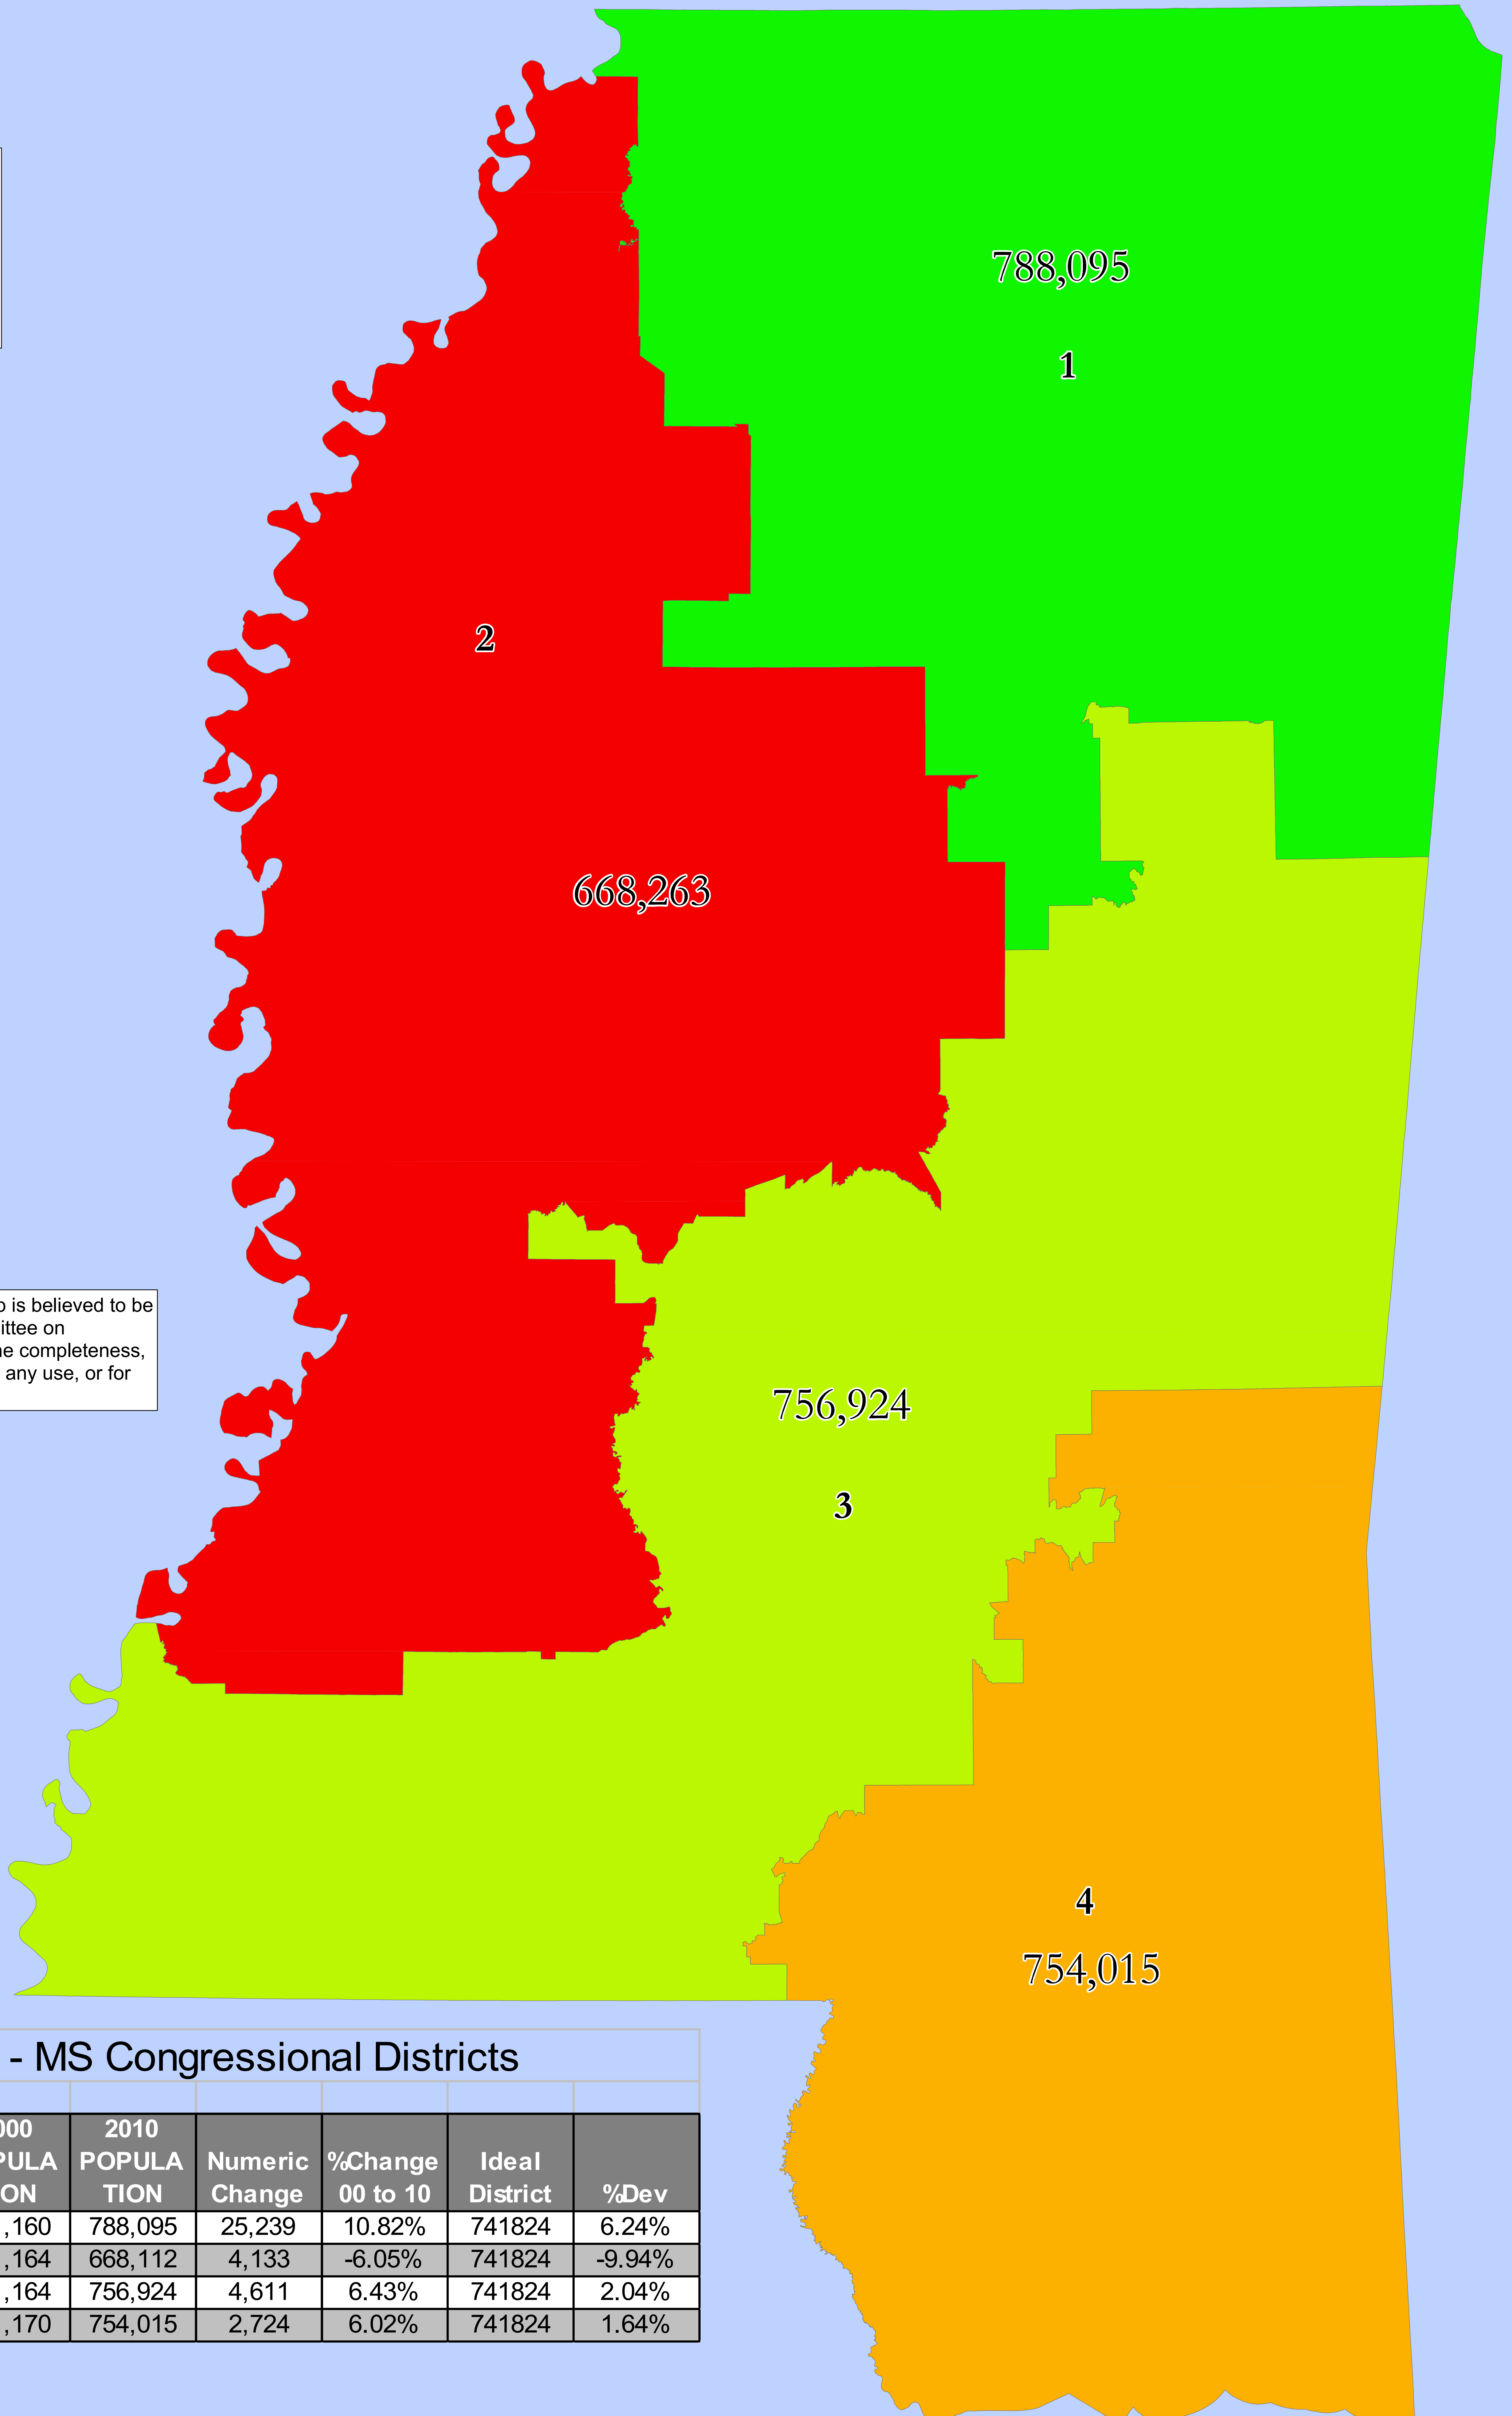 788,095
1
2
668,263
p is believed to be
ittee on
he completeness,
any use, or for
756,924
3
4
754,015
- MS Congressional Districts
000 2010
PULA POPULA Numeric %Change Ideal
ON TION Change 00 to 10 District %Dev
,160 788,095 25,239 10.82% 741824 6.24%
,164 668,112 4,133 -6.05% 741824 -9.94%
,164 756,924 4,611 6.43% 741824 2.04%
,170 754,015 2,724 6.02% 741824 1.64%